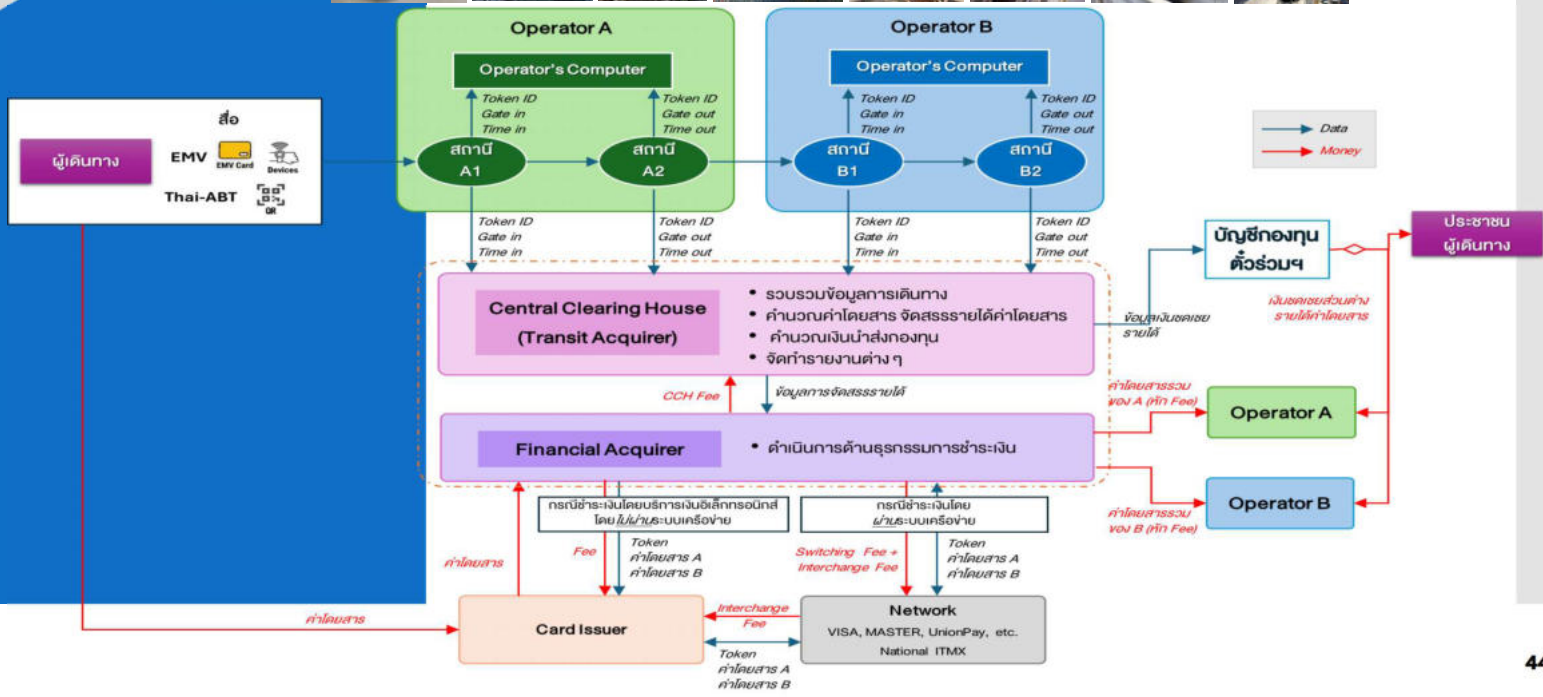 Operator A
Operator's Computer
Token ID
Gate in
Time in
Token ID
Gate out
Time out
สถานี
A1
สถานี
A2
Token ID
Gate in
Time in
Token ID
Gate out
Time out
Operator B
Operator's Computer
Token ID
Gate in
Time in
Token ID
Gate out
Time out
สถานี
B1
สถานี
B2
Token ID
Gate in
Time in
Token ID
Gate out
Time out
ผู้เดินทาง
สื่อ
EMV
EMV Card
Devices
Thai-ABT
QR
Data
Money
Central Clearing House
(Transit Acquirer)
• รวบรวมข้อมูลการเดินทาง
• คำนวณค่าโดยสาร จัดสรรรายได้ค่าโดยสาร
• คำนวณเงินนำส่งกองทุน
• จัดทำรายงานต่าง ๆ
ข้อมูลเงินชดเชย
รายได้
บัญชีกองทุน
ตั๋วร่วมฯ
ประชาชน
ผู้เดินทาง
เงินชดเชยส่วนต่าง
รายได้ค่าโดยสาร
CCH Fee
ข้อมูลการจัดสรรรายได้
Financial Acquirer
• ดำเนินการด้านธุรกรรมการชำระเงิน
ค่าโดยสารรวม
ของ A (หัก Fee)
Operator A
ค่าโดยสารรวม
ของ B (หัก Fee)
Operator B
กรณีชำระเงินโดยบริการเงินอิเล็กทรอนิกส์
โดยไม่ผ่านระบบเครือข่าย
กรณีชำระเงินโดย
ผ่านระบบเครือข่าย
ค่าโดยสาร
Fee
Token
ค่าโดยสาร A
ค่าโดยสาร B
Switching Fee +
Interchange Fee
Token
ค่าโดยสาร A
ค่าโดยสาร B
ค่าโดยสาร
Card Issuer
Interchange
Fee
Token
ค่าโดยสาร A
ค่าโดยสาร B
Network
VISA, MASTER, UnionPay, etc.
National ITMX
44